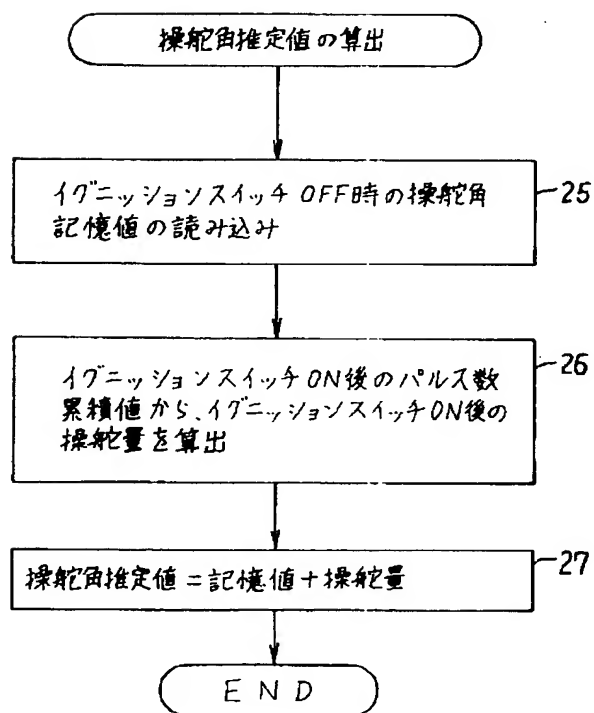 操舵角推定値の算出
イグニッションスイッチOFF時の操舵角
記憶値の読み込み
25
イグニッションスイッチON後のパルス数
累積値から、イグニッションスイッチON後の
操舵量を算出
26
操舵角推定値=記憶値+操舵量
27
END